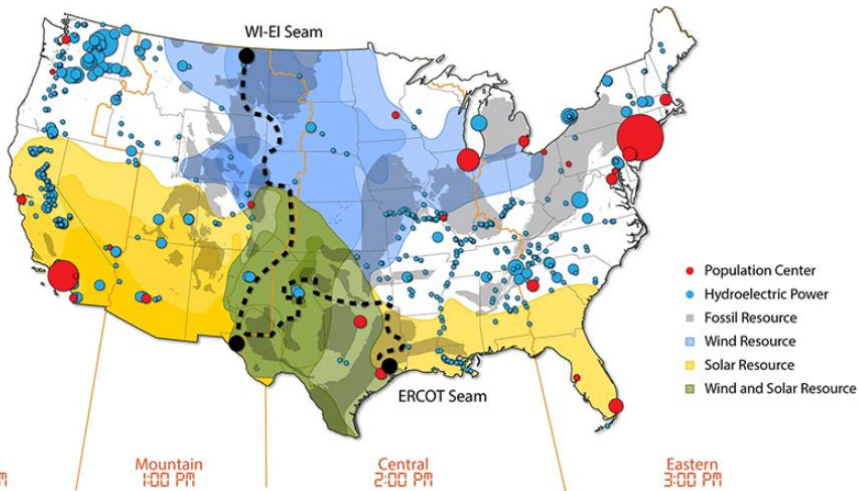 WI-EI Seam
Population Center
Hydroelectric Power
Fossil Resource
Wind Resource
Solar Resource
Wind and Solar Resource
ERCOT Seam
Mountain
1:00 PM
Central
2:00 PM
Eastern
3:00 PM